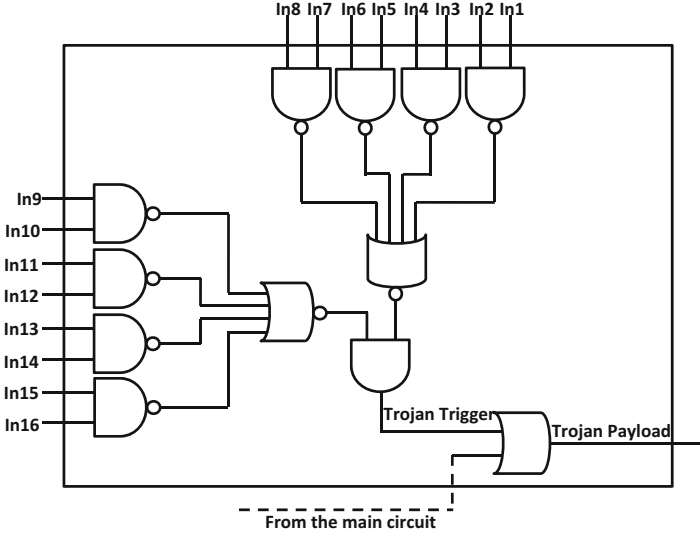 In8 In7 In6 In5 In4 In3 In2 In1
In9
In10
In11
In12
In13
In14
In15
In16
Trojan Trigger
Trojan Payload
From the main circuit